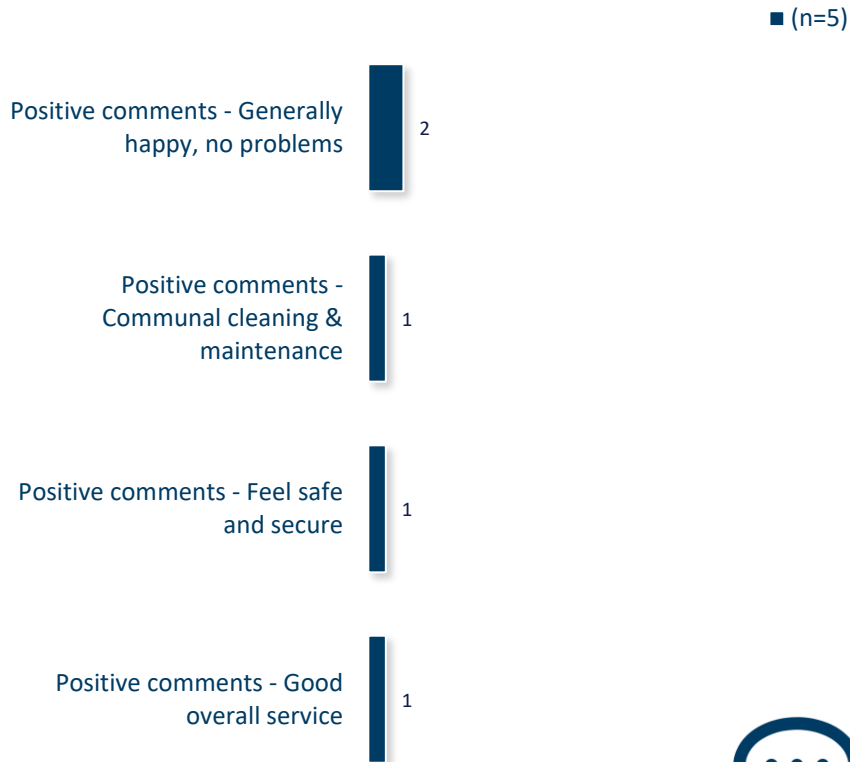 (n=5)
Positive comments - Generally
happy, no problems
2
Positive comments -
Communal cleaning &
maintenance
1
Positive comments - Feel safe
and secure
1
Positive comments - Good
overall service
1